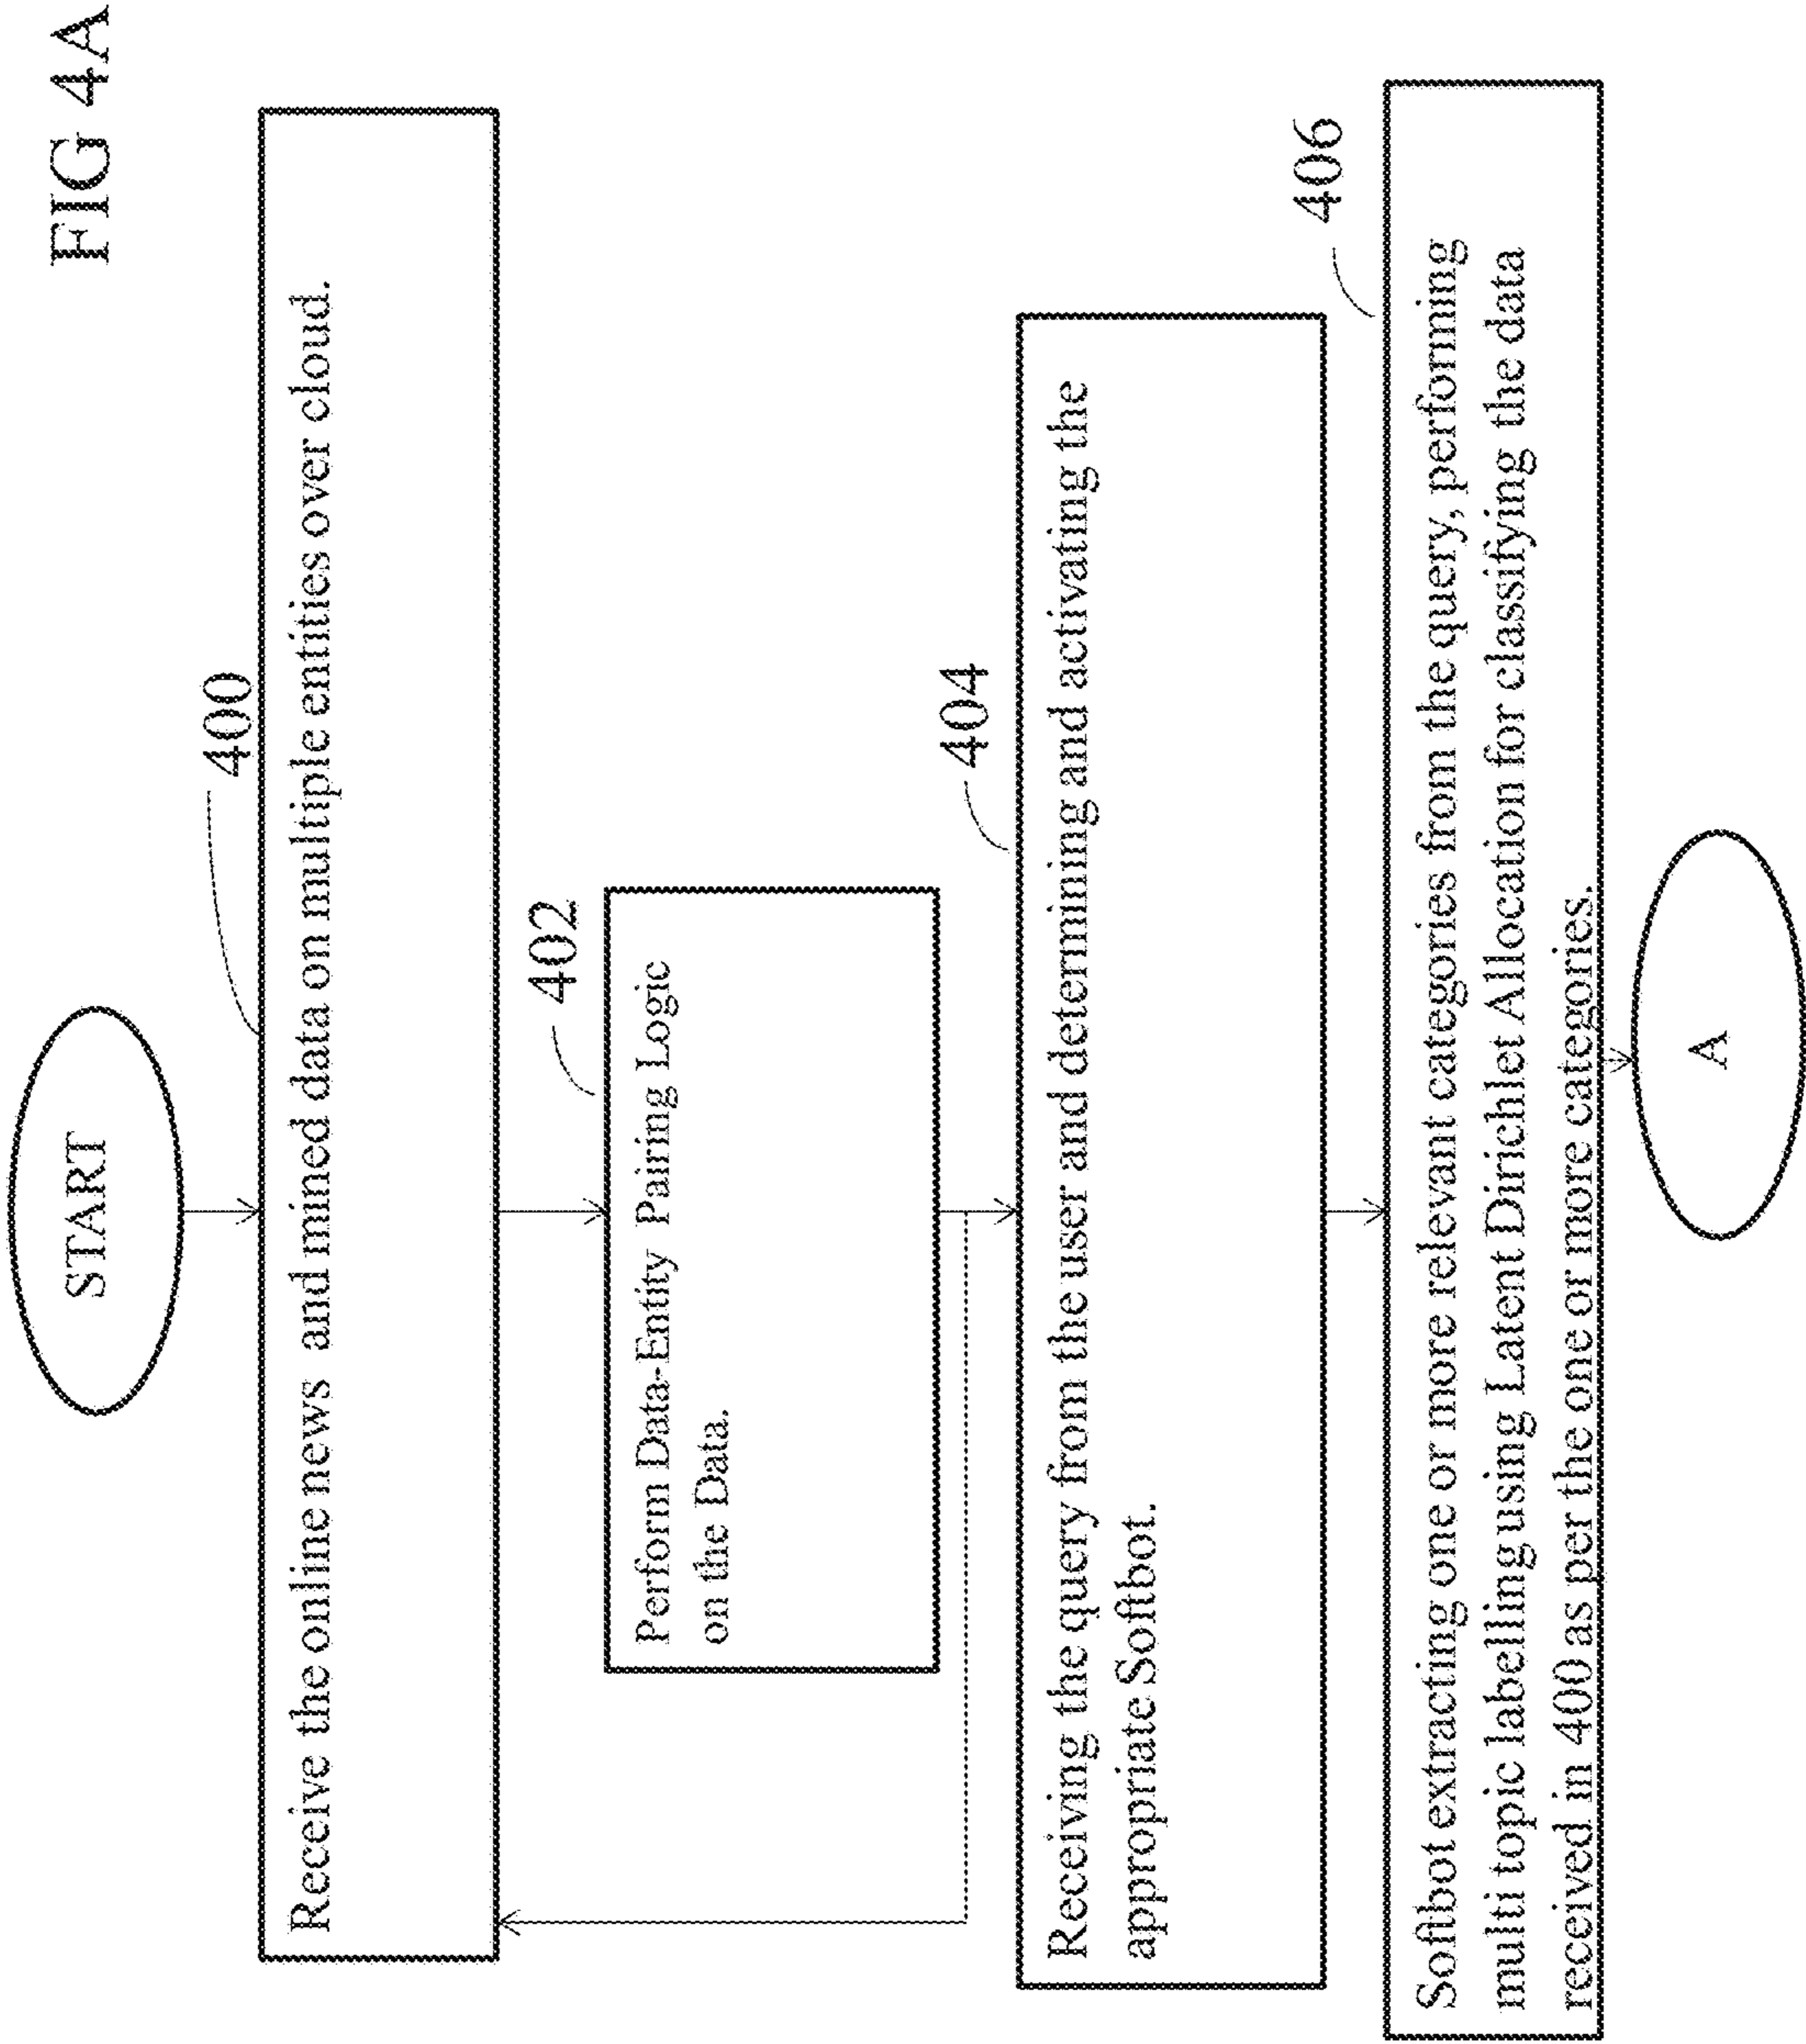 FIG 4A
START
400
Receive the online news and mined data on multiple entities over cloud.
402
Perform Data-Entity Pairing Logic
on the Data.
404
Receiving the query from the user and determining and activating the
appropriate Softbot.
406
Softbot extracting one or more relevant categories from the query, performing
multi topic labelling using Latent Dirichlet Allocation for classifying the data
received in 400 as per the one or more categories.
A